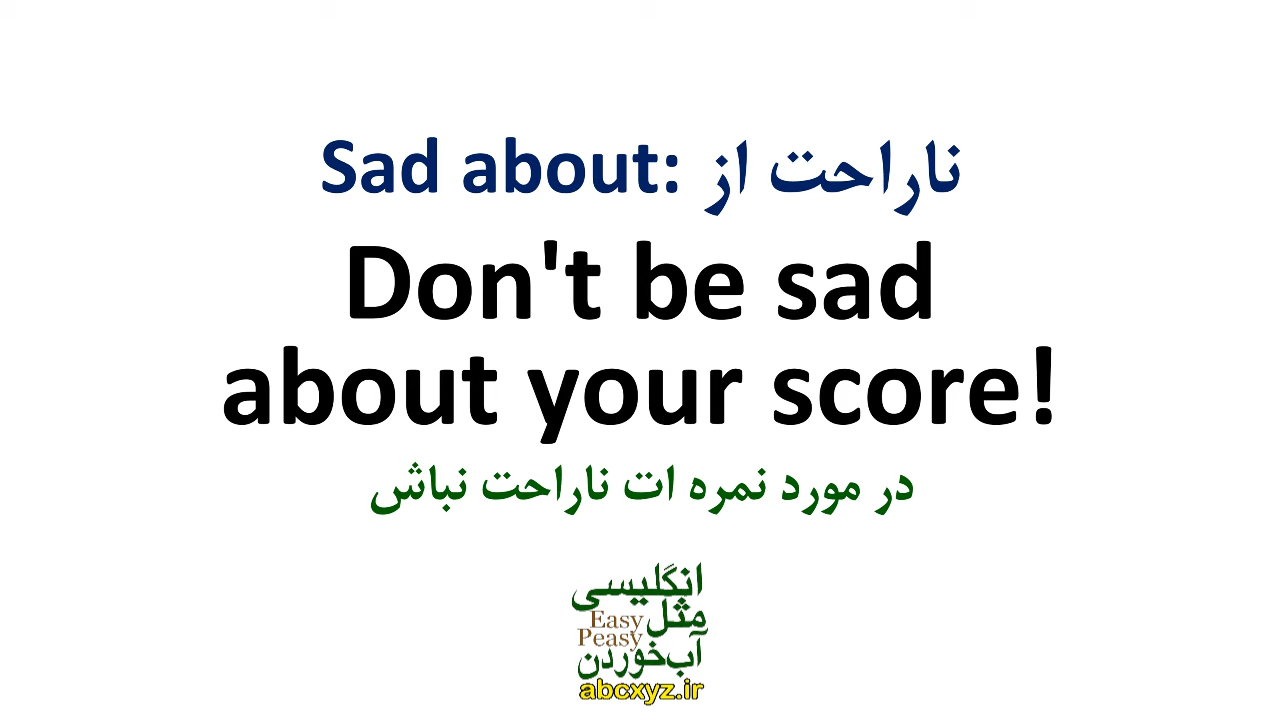 Sad about: ناراحت از
Don't be sad
about your score!
در مورد نمره ات ناراحت نباش
انگلیسی
مثل
Easy
Peasy
آب‌خوردن
abcxyz.ir